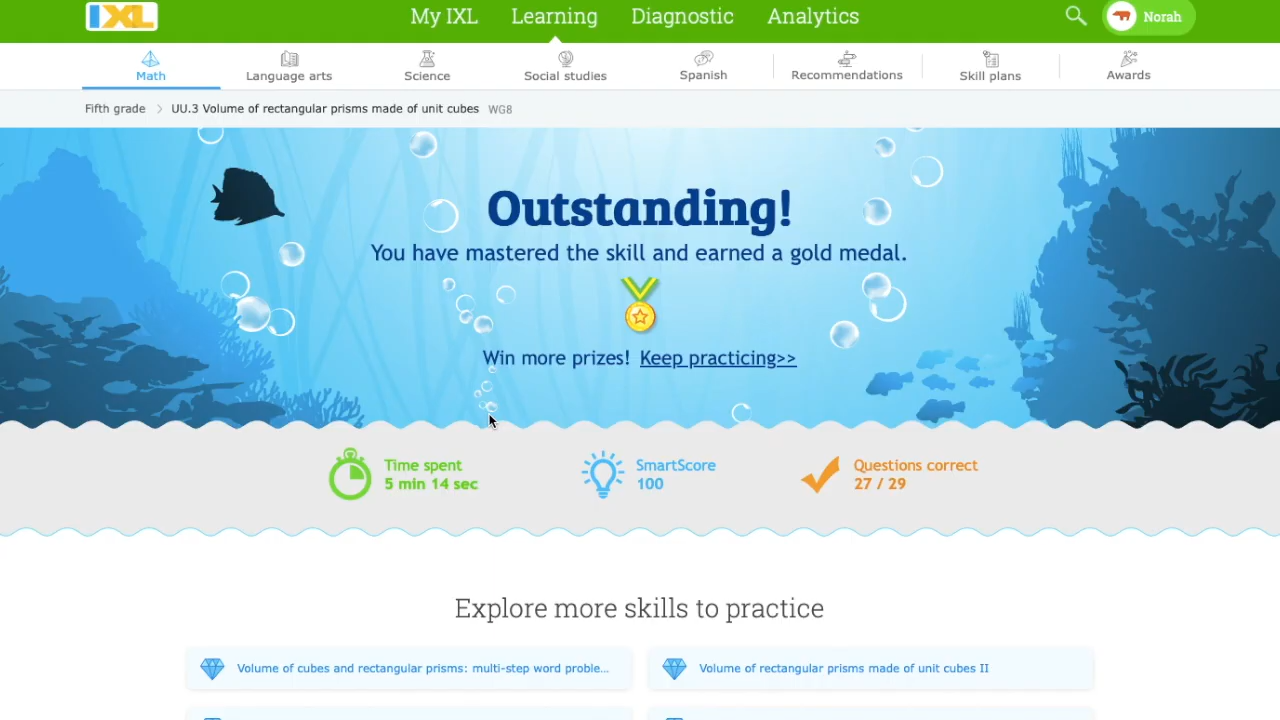 IXL
My IXL
Learning
Diagnostic
Analytics
Norah
Math
Language arts
Science
Social studies
Spanish
Recommendations
Skill plans
Awards
Fifth grade > UU.3 Volume of rectangular prisms made of unit cubes WG8
Outstanding!
You have mastered the skill and earned a gold medal.
Win more prizes! Keep practicing>>
Time spent
5 min 14 sec
SmartScore
100
Questions correct
27 / 29
Explore more skills to practice
Volume of cubes and rectangular prisms: multi-step word proble...
Volume of rectangular prisms made of unit cubes II